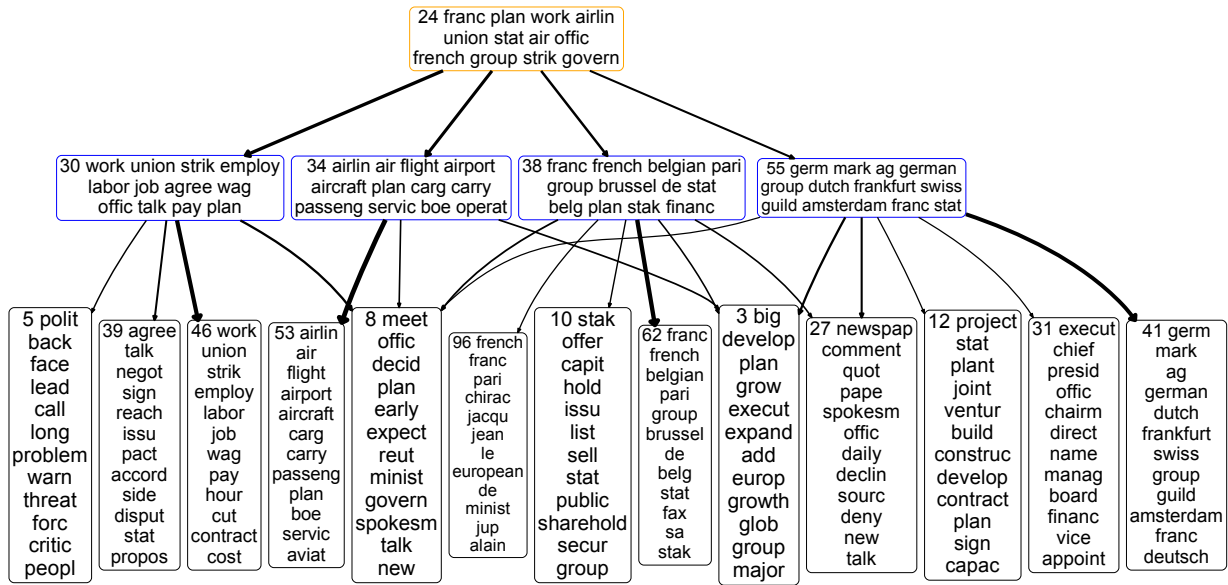 24 franc plan work airlin
union stat air offic
french group strik govern
30 work union strik employ
labor job agree wag
offic talk pay plan
34 airlin air flight airport
aircraft plan carg carry
passeng servic boe operat
38 franc french belgian pari
group brussel de stat
belg plan stak financ
55 germ mark ag german
group dutch frankfurt swiss
guild amsterdam franc stat
5 polit
back
face
lead
call
long
problem
warn
threat
forc
critic
peopl
39 agree
talk
negot
sign
reach
issu
pact
accord
side
disput
stat
propos
46 work
union
strik
employ
labor
job
wag
pay
hour
cut
contract
cost
53 airlin
air
flight
airport
aircraft
carg
carry
passeng
plan
boe
servic
aviat
8 meet
offic
decid
plan
early
expect
reut
minist
govern
spokesm
talk
new
96 french
franc
pari
chirac
jacqu
jean
le
european
de
minist
jup
alain
10 stak
offer
capit
hold
issu
list
sell
stat
public
sharehold
secur
group
62 franc
french
belgian
pari
group
brussel
de
belg
stat
fax
sa
stak
3 big
develop
plan
grow
execut
expand
add
europ
growth
glob
group
major
27 newspap
comment
quot
pape
spokesm
offic
daily
declin
sourc
deny
new
talk
12 project
stat
plant
joint
ventur
build
construc
develop
contract
plan
sign
capac
31 execut
chief
presid
offic
chairm
direct
name
manag
board
financ
vice
appoint
41 germ
mark
ag
german
dutch
frankfurt
swiss
group
guild
amsterdam
franc
deutsch